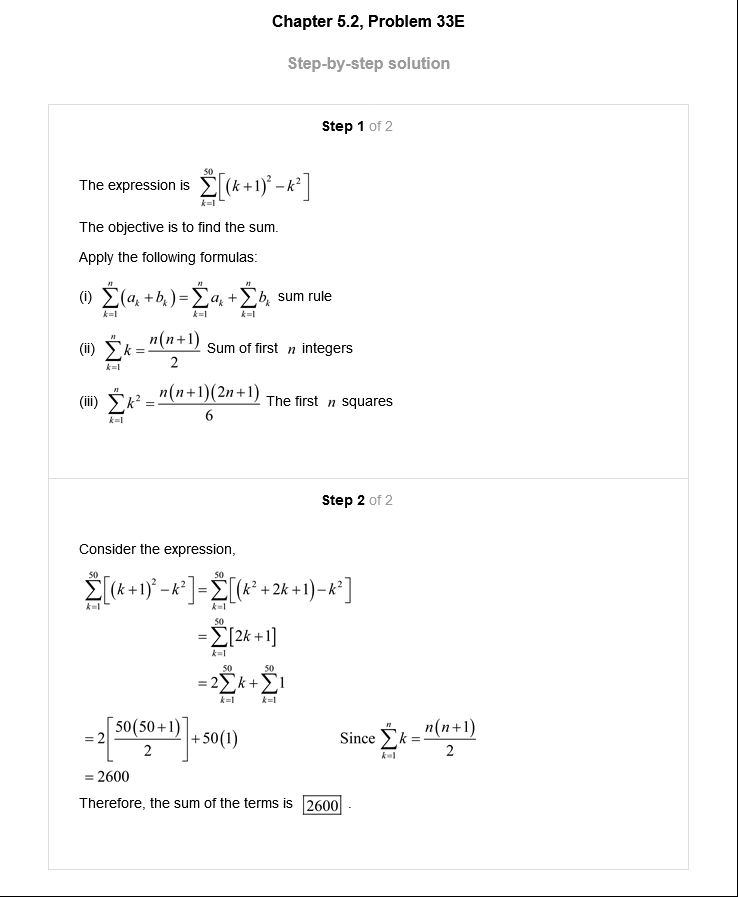 Chapter 5.2, Problem 33E
Step-by-step solution
Step 1 of 2
The expression is $\sum_{k=1}^{50}\left[(k+1)^2-k^2\right]$
The objective is to find the sum.
Apply the following formulas:
(i) $\sum_{k=1}^{n}(a_k+b_k)=\sum_{k=1}^{n}a_k+\sum_{k=1}^{n}b_k$ sum rule
(ii) $\sum_{k=1}^{n}k=\frac{n(n+1)}{2}$ Sum of first $n$ integers
(iii) $\sum_{k=1}^{n}k^2=\frac{n(n+1)(2n+1)}{6}$ The first $n$ squares
Step 2 of 2
Consider the expression,
$\sum_{k=1}^{50}\left[(k+1)^2-k^2\right]=\sum_{k=1}^{50}\left[(k^2+2k+1)-k^2\right]$
$=\sum_{k=1}^{50}[2k+1]$
$=2\sum_{k=1}^{50}k+\sum_{k=1}^{50}1$
$=2\left[\frac{50(50+1)}{2}\right]+50(1)$ Since $\sum_{k=1}^{n}k=\frac{n(n+1)}{2}$
$=2600$
Therefore, the sum of the terms is $\boxed{2600}$ .